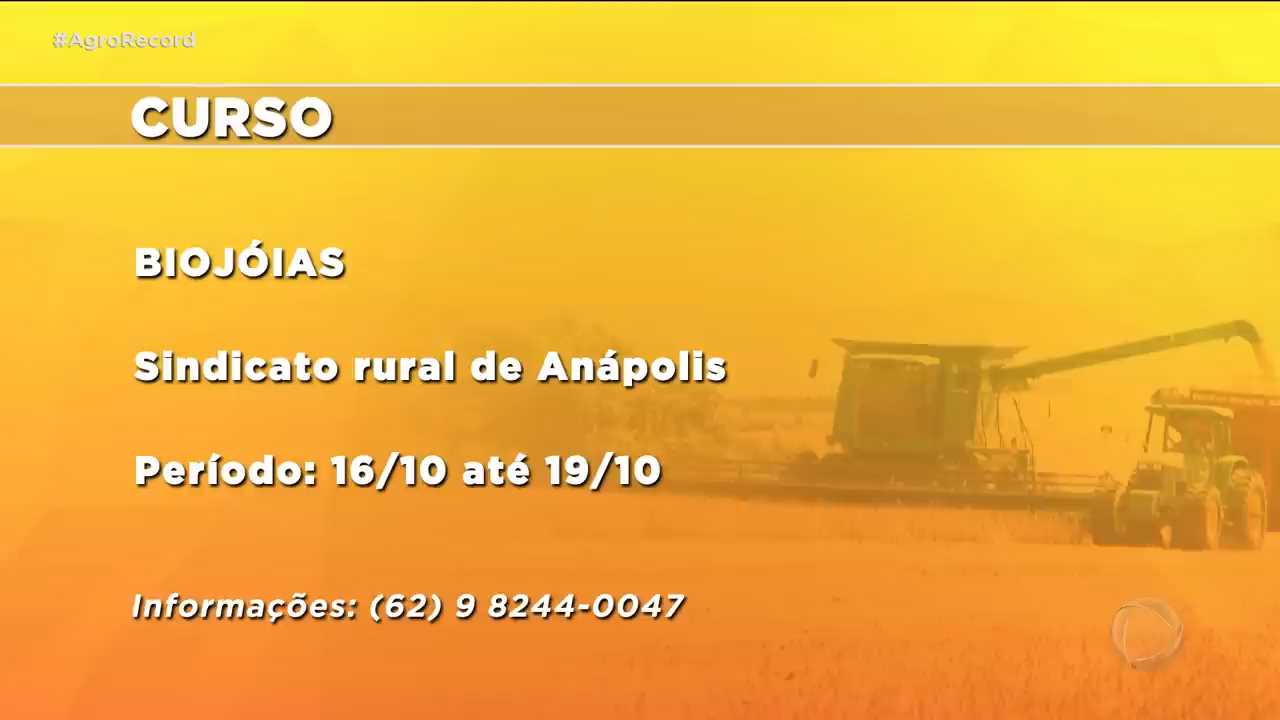 #AgroRecord
CURSO
BIOJÓIAS
Sindicato rural de Anápolis
Período: 16/10 até 19/10
Informações: (62) 9 8244-0047